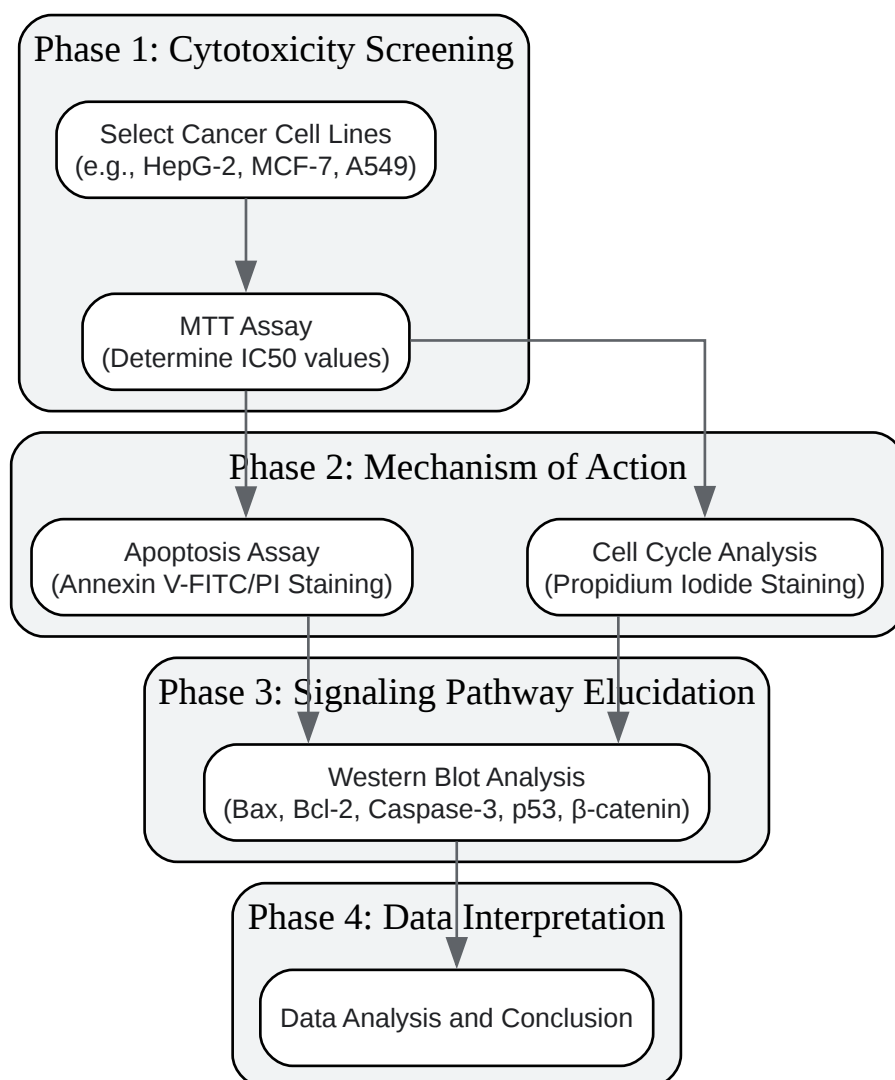 Phase 1: Cytotoxicity Screening
Select Cancer Cell Lines
(e.g., HepG-2, MCF-7, A549)
MTT Assay
(Determine IC50 values)
Phase 2: Mechanism of Action
Apoptosis Assay
(Annexin V-FITC/PI Staining)
Cell Cycle Analysis
(Propidium Iodide Staining)
Phase 3: Signaling Pathway Elucidation
Western Blot Analysis
(Bax, Bcl-2, Caspase-3, p53, β-catenin)
Phase 4: Data Interpretation
Data Analysis and Conclusion